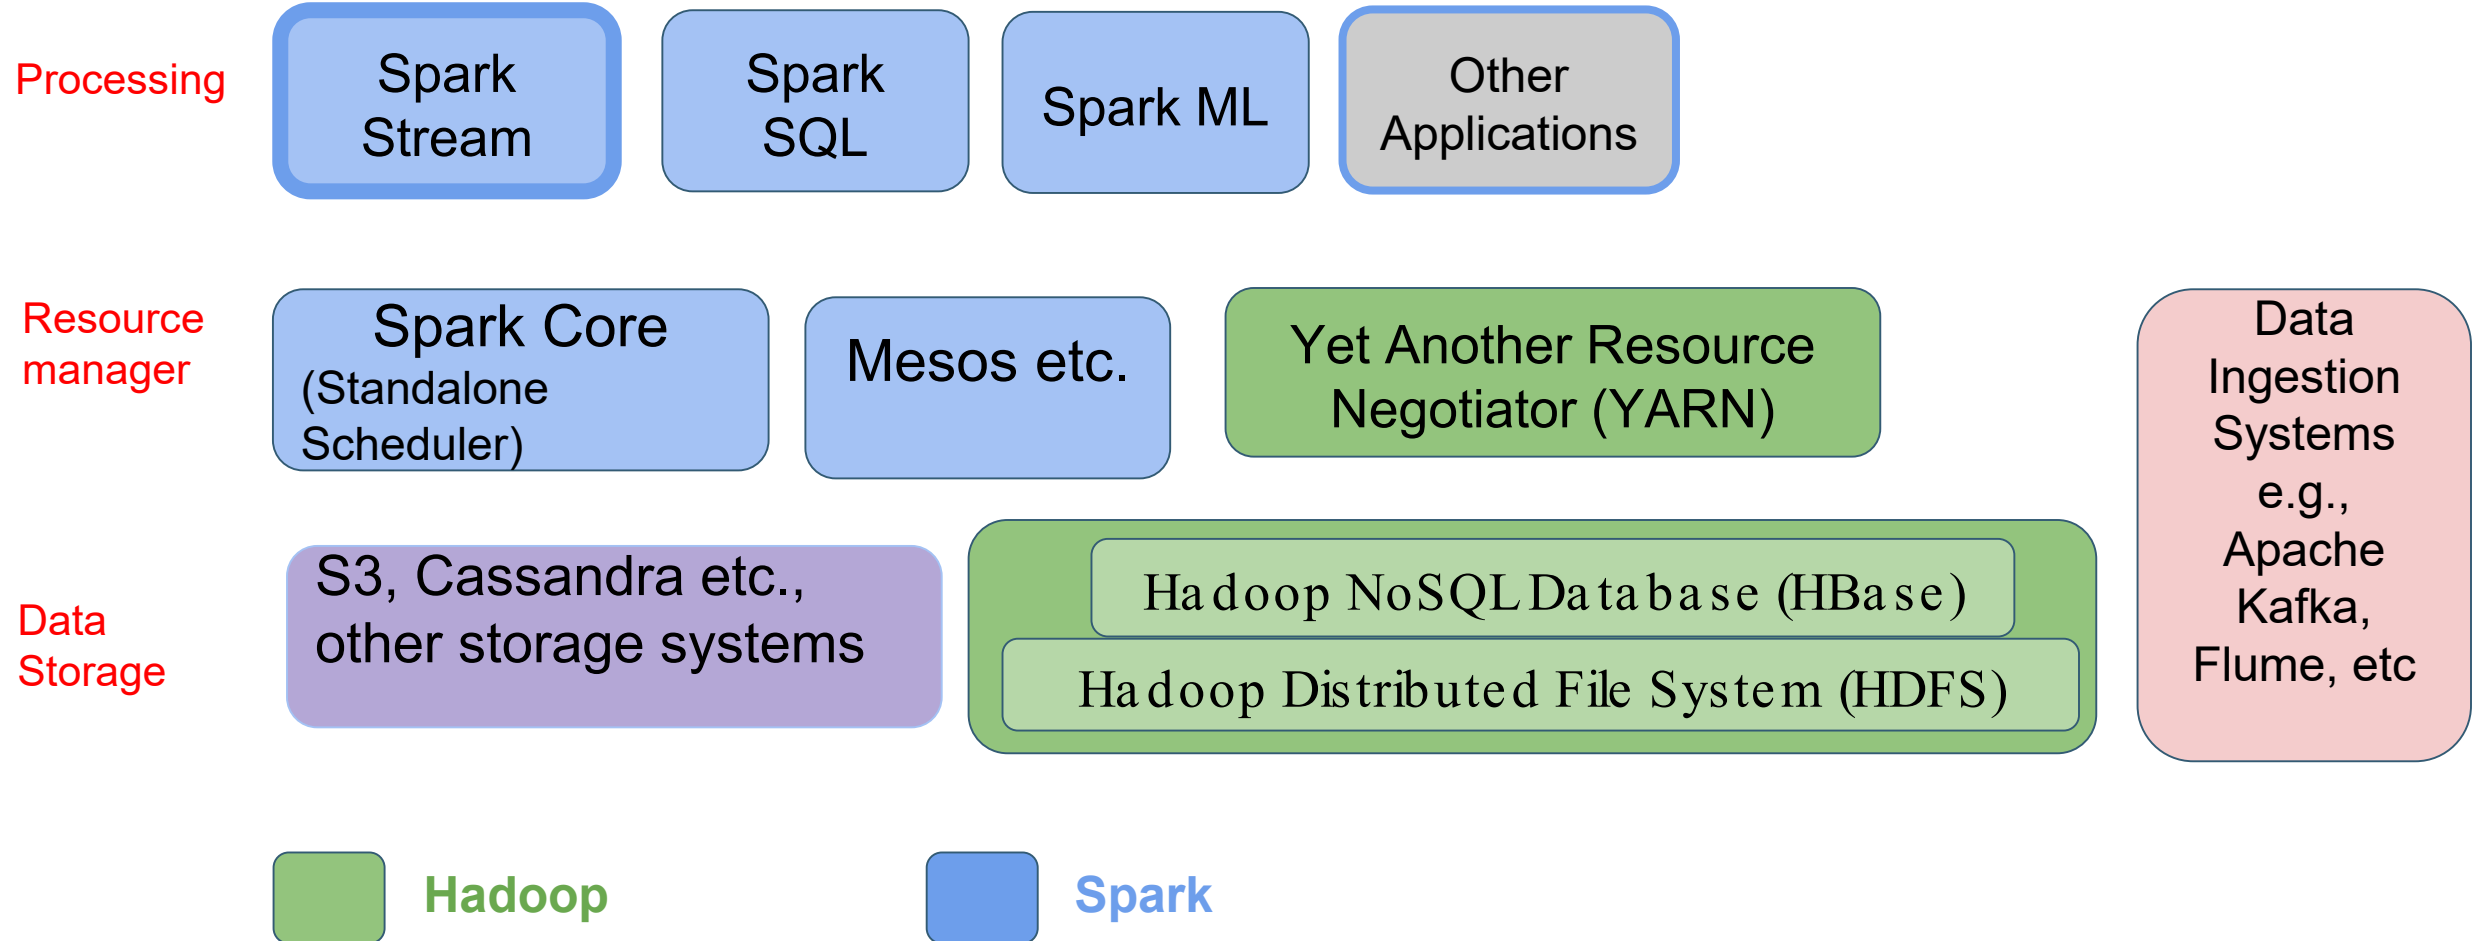 Processing
Spark
Stream
Spark
SQL
Spark ML
Other
Applications
Resource
manager
Spark Core
(Standalone
Scheduler)
Mesos etc.
Yet Another Resource
Negotiator (YARN)
Data
Ingestion
Systems
e.g.,
Apache
Kafka,
Flume, etc
Data
Storage
S3, Cassandra etc.,
other storage systems
Hadoop NoSQL Database (HBase)
Hadoop Distributed File System (HDFS)
Hadoop
Spark